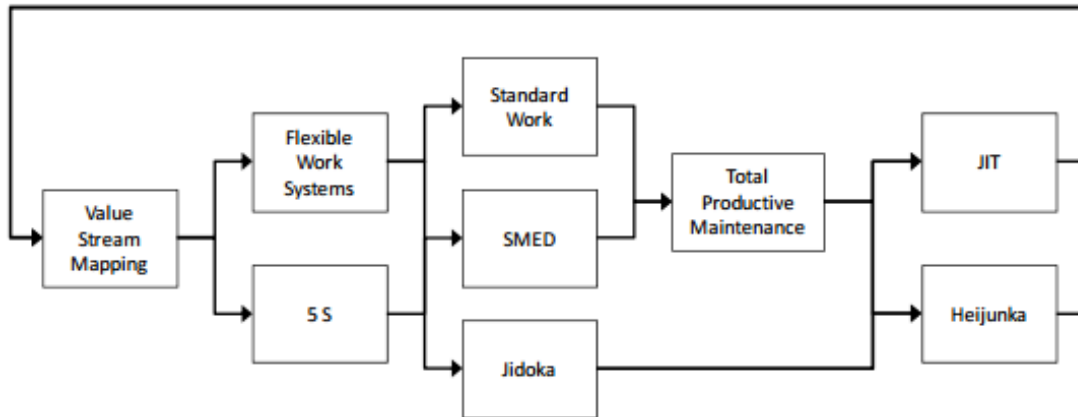 Value
Stream
Mapping
Flexible
Work
Systems
5 S
Standard
Work
SMED
Jidoka
Total
Productive
Maintenance
JIT
Heijunka